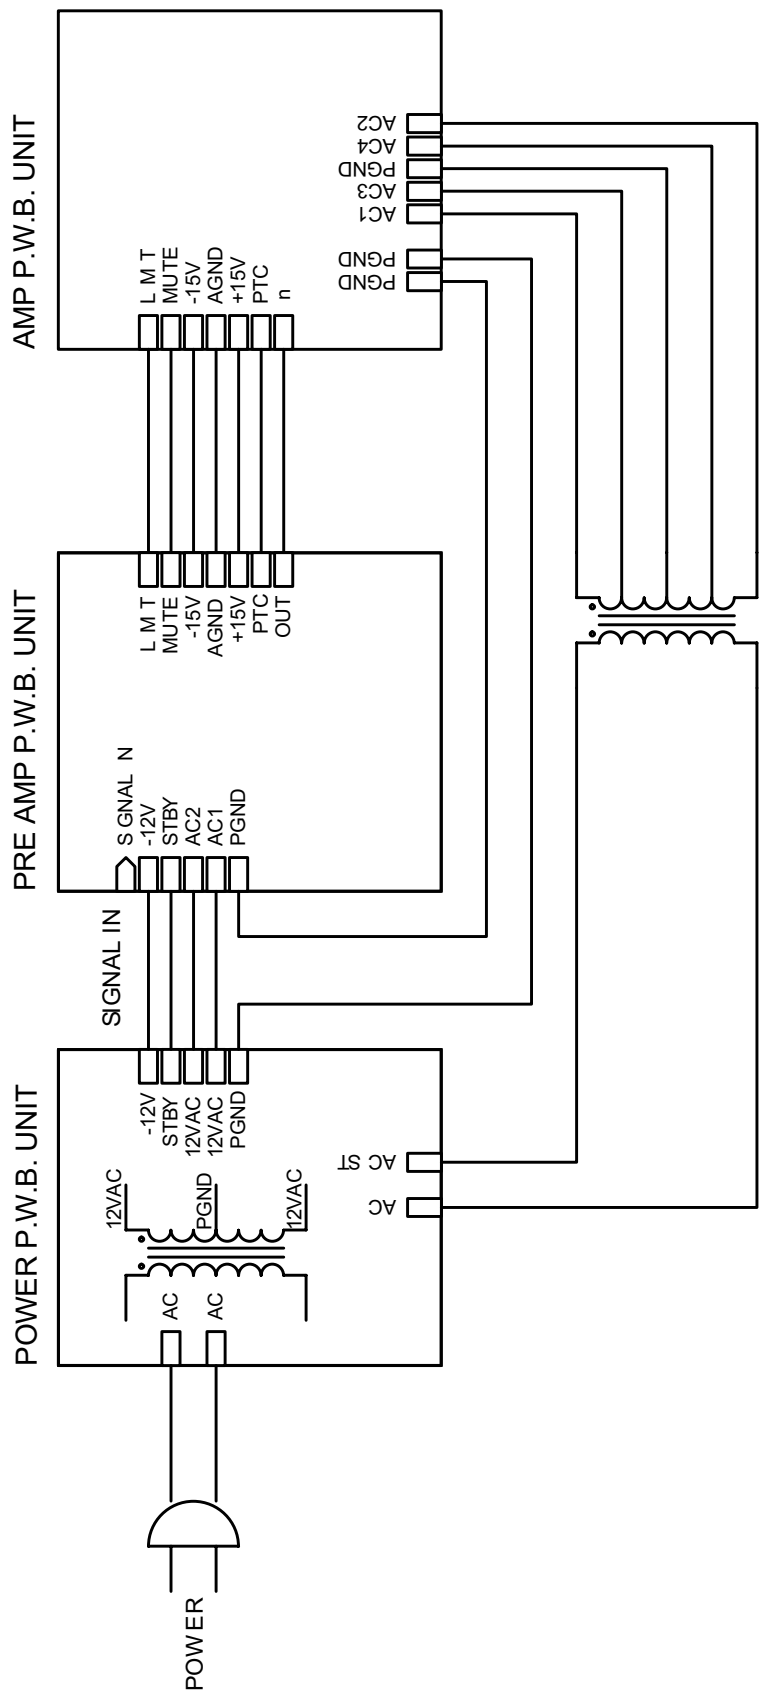 POWER
POWER P.W.B. UNIT
AC
AC
12VAC
PGND
12VAC
-12V
STBY
12VAC
12VAC
PGND
AC
AC ST
SIGNAL IN
PRE AMP P.W.B. UNIT
S GNAL N
-12V
STBY
AC2
AC1
PGND
L M T
MUTE
-15V
AGND
+15V
PTC
OUT
AMP P.W.B. UNIT
L M T
MUTE
-15V
AGND
+15V
PTC
n
PGND
PGND
AC1
AC3
PGND
AC4
AC2